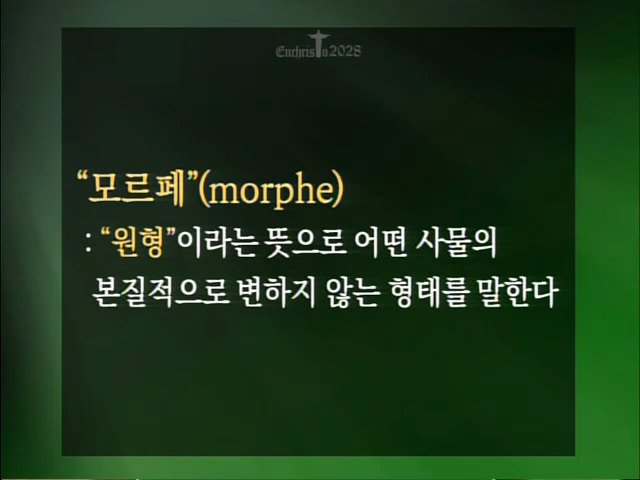 Euchristo2028
“모르페”(morphe)
: “원형”이라는 뜻으로 어떤 사물의
본질적으로 변하지 않는 형태를 말한다